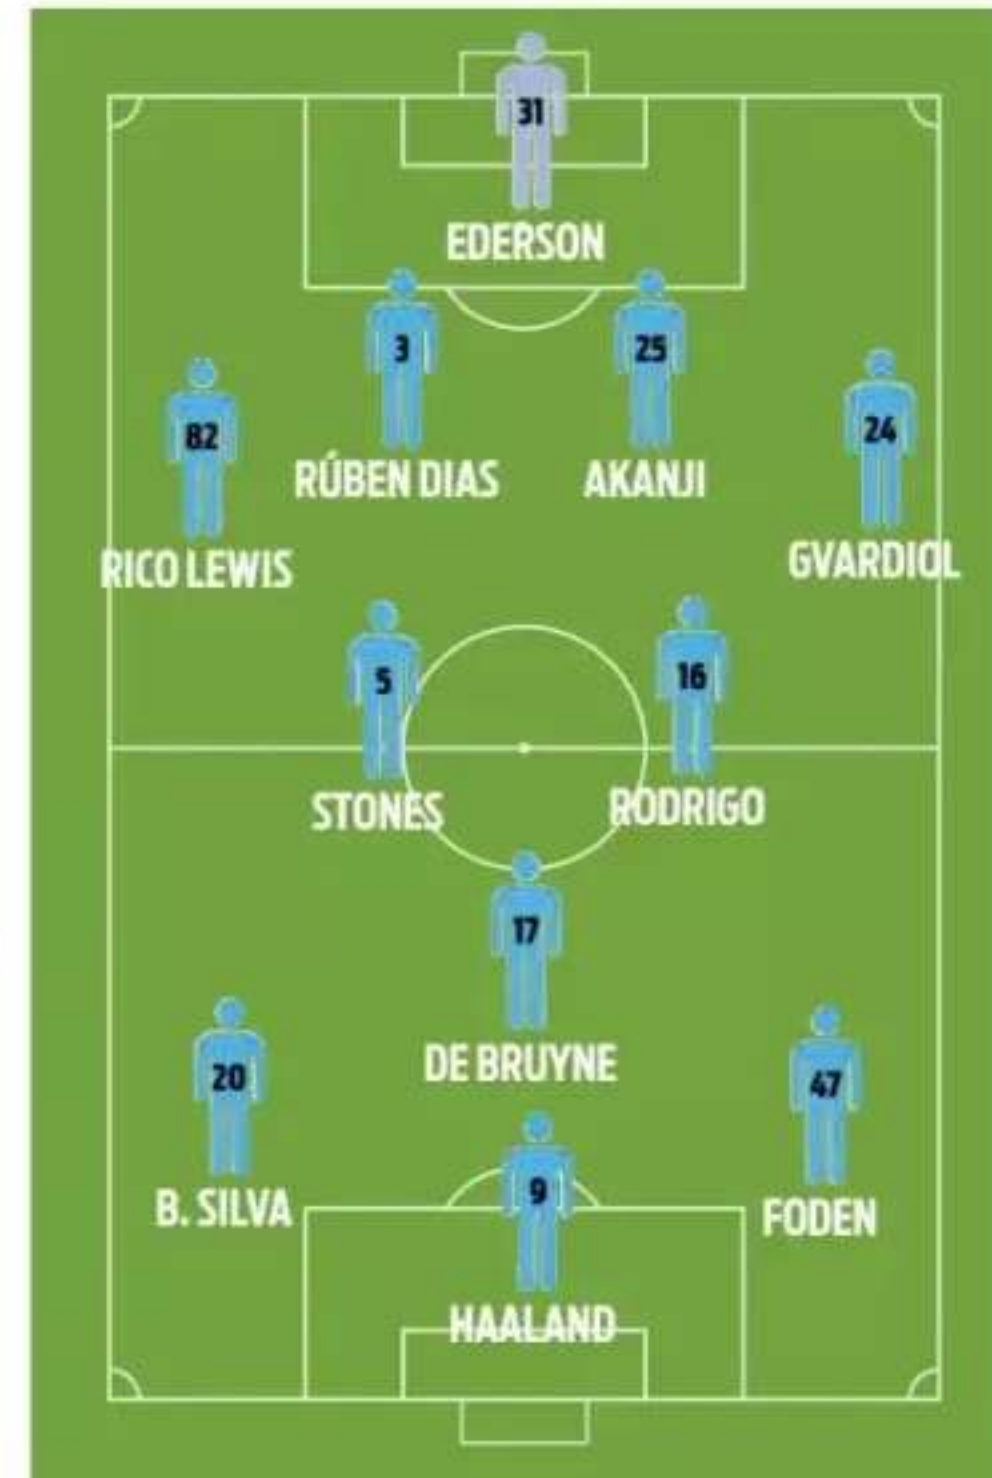 31
EDERSON
3
25
82
24
RÚBEN DIAS
AKANJI
RICO LEWIS
GVARDIOL
5
16
STONES
RODRIGO
17
DE BRUYNE
20
47
B. SILVA
FODEN
9
HAALAND